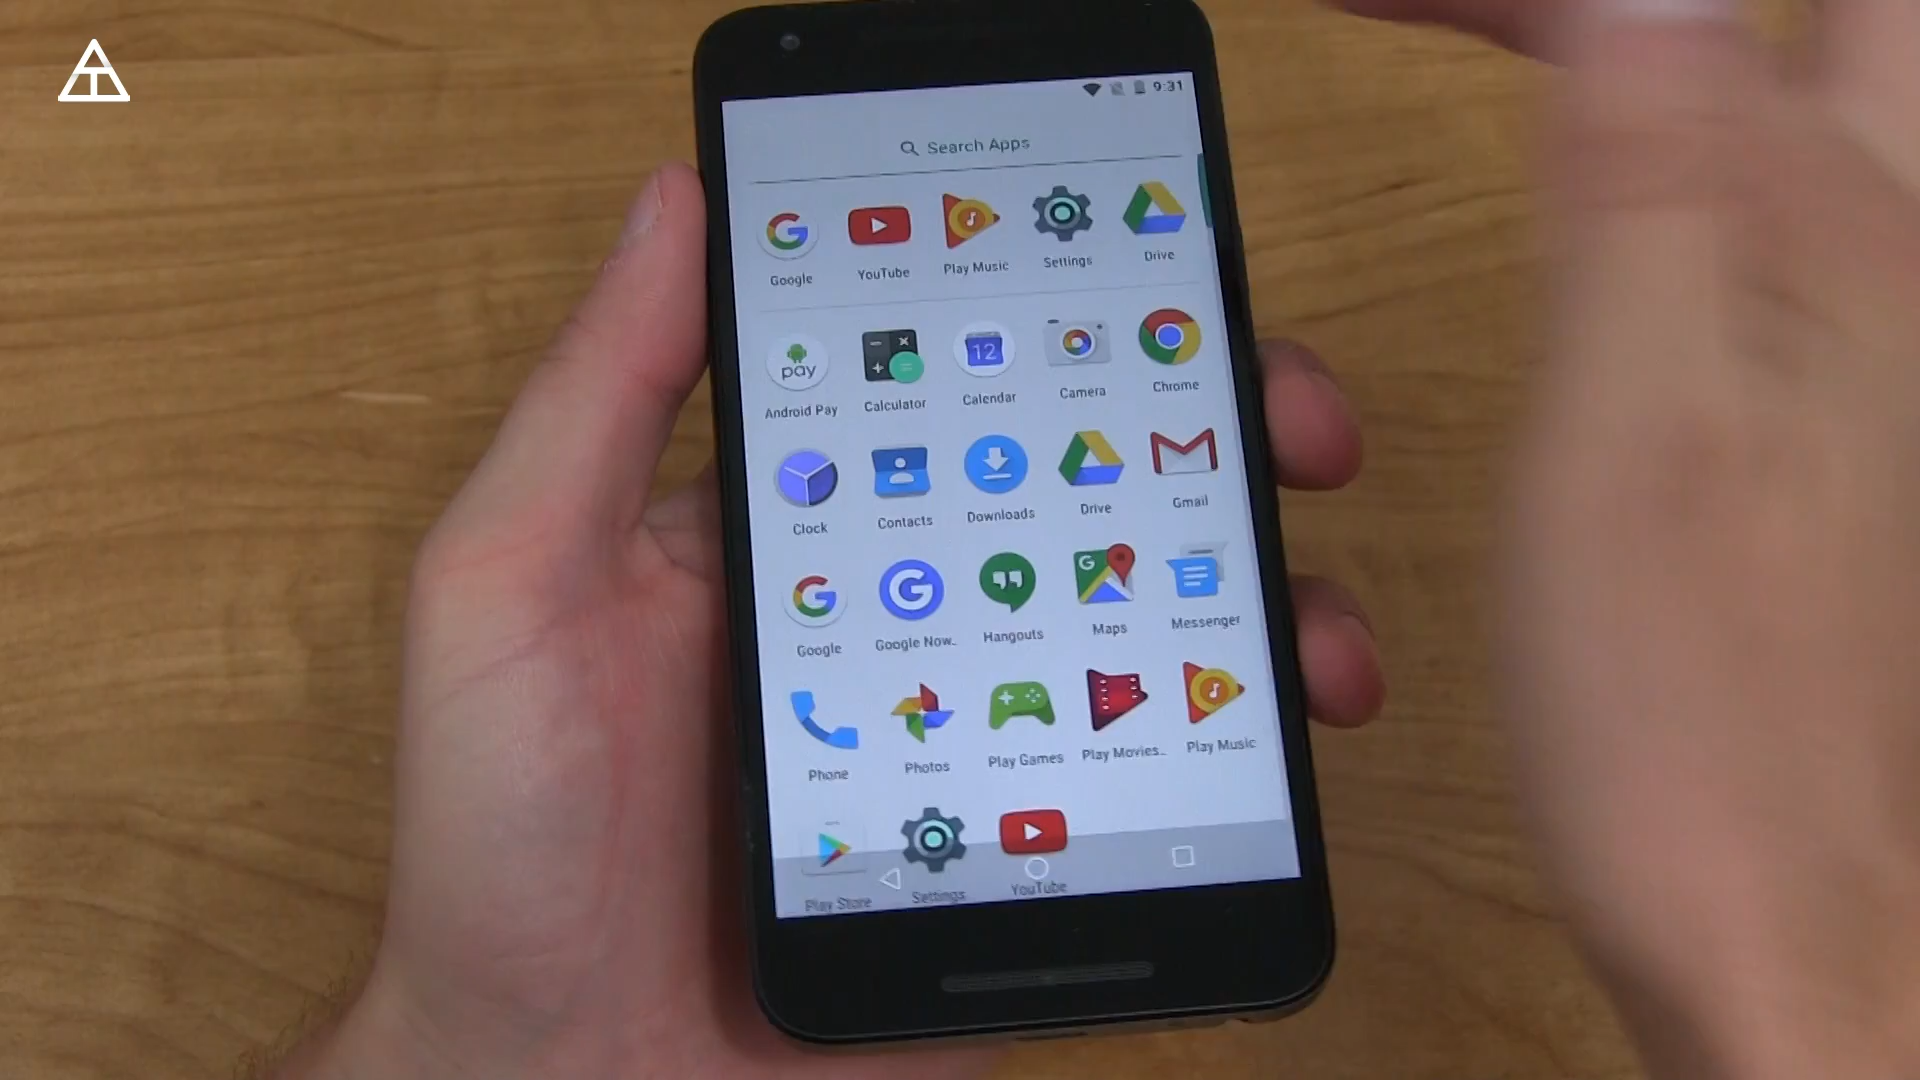 9:31
Search Apps
Google YouTube Play Music Settings Drive
pay 12
Android Pay Calculator Calendar Camera Chrome
Clock Contacts Downloads Drive Gmail
Google Google Now... Hangouts Maps Messenger
Phone Photos Play Games Play Movies... Play Music
Play Store Settings YouTube